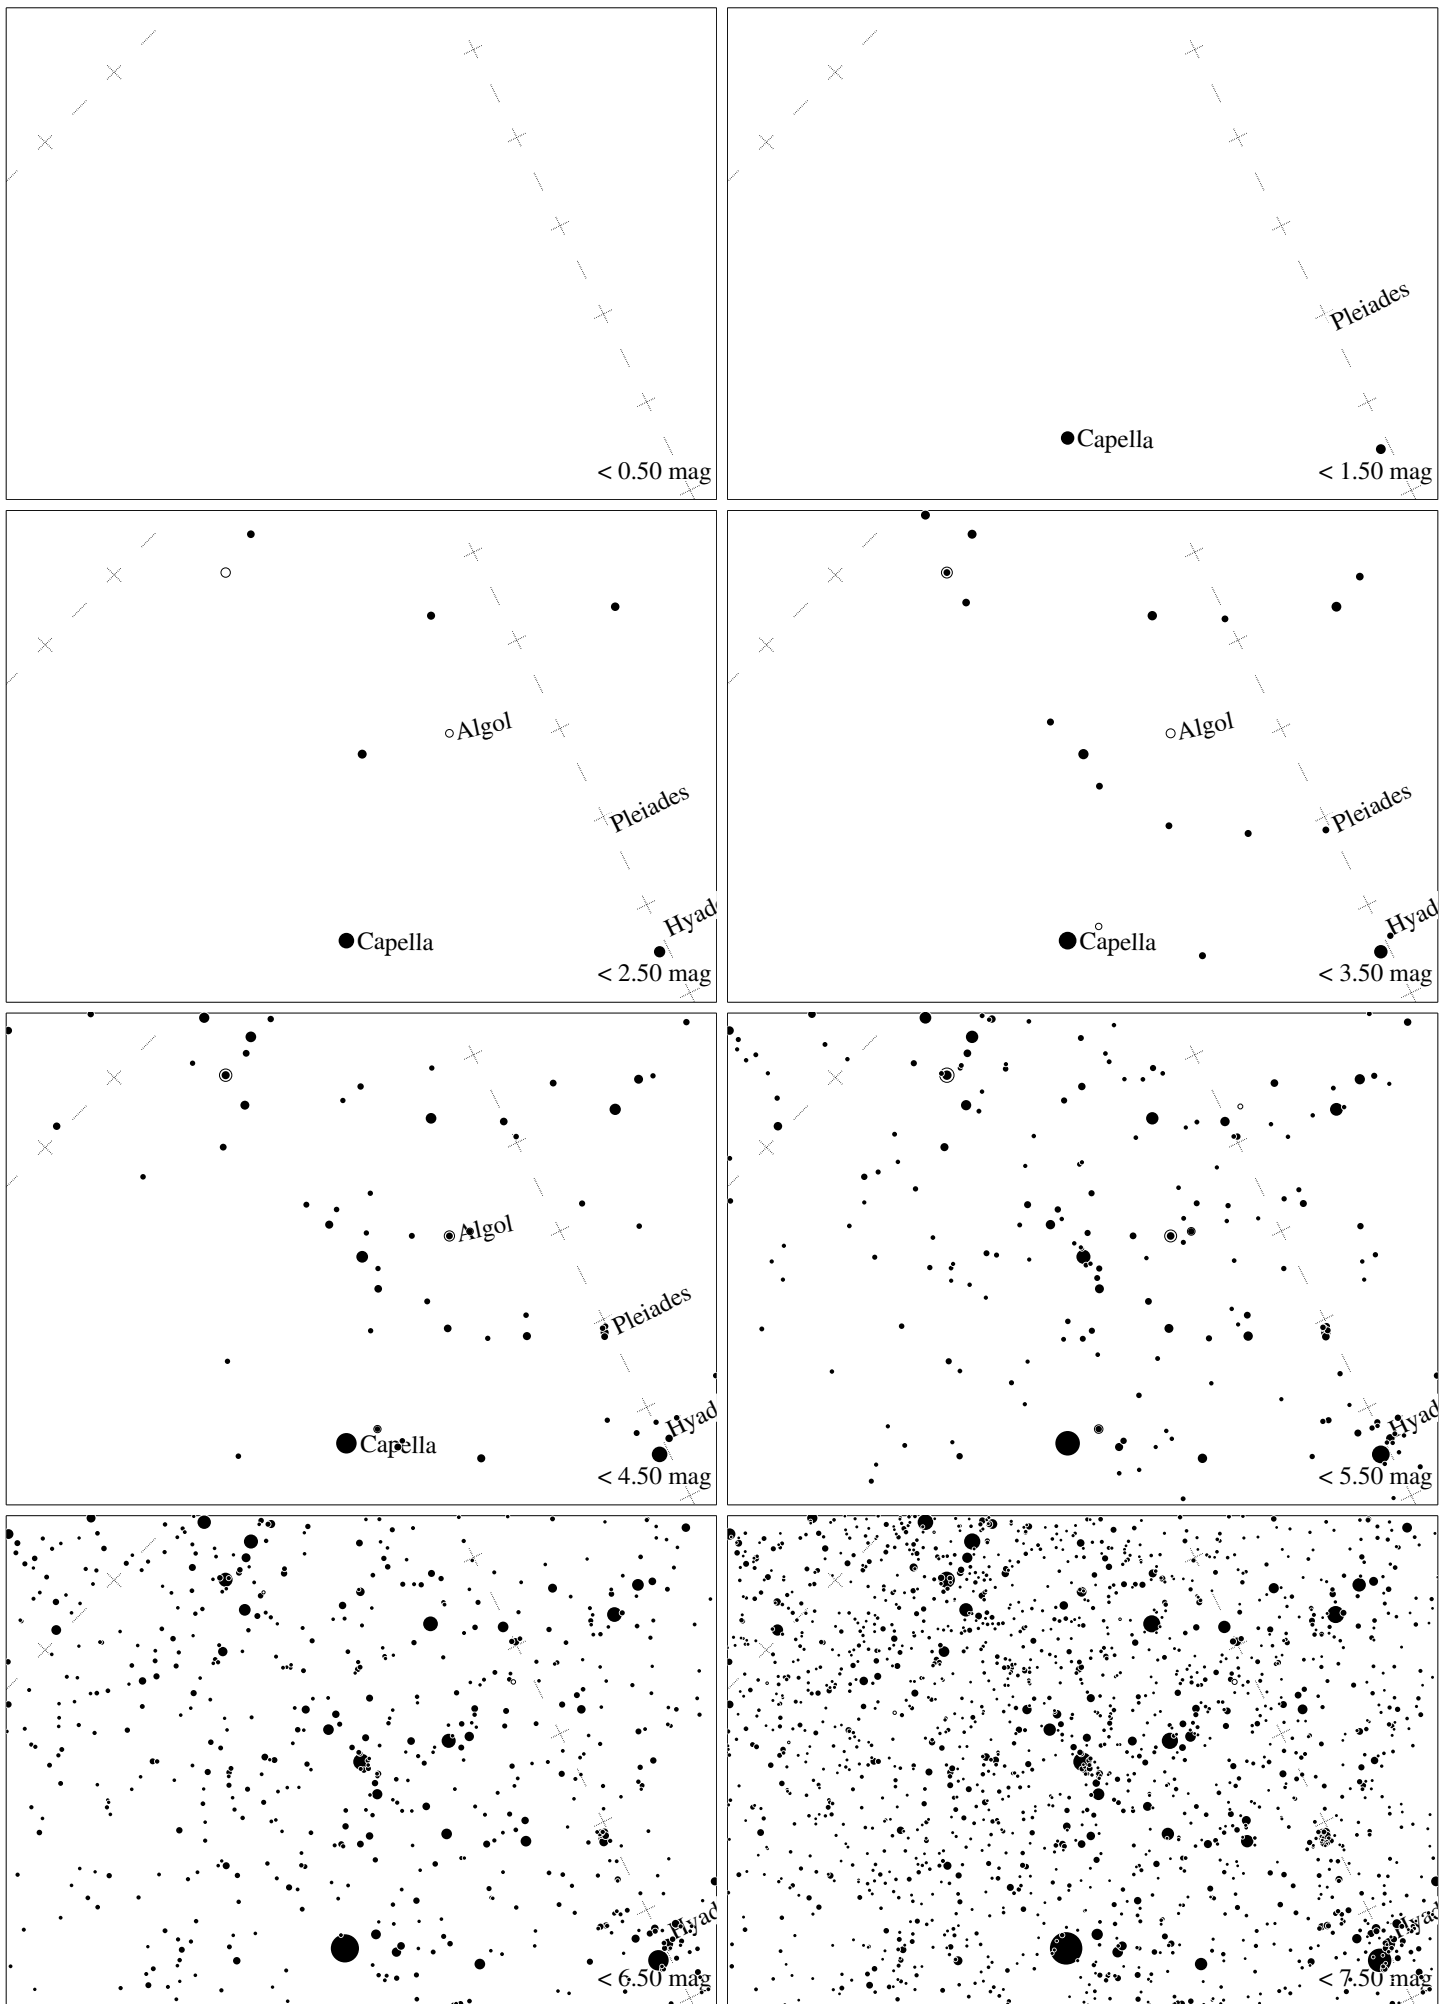 < 0.50 mag
Pleiades
Capella
< 1.50 mag
Algol
Pleiades
Hyad
Capella
< 2.50 mag
Algol
Pleiades
Hyad
Capella
< 3.50 mag
Algol
Pleiades
Hyad
Capella
< 4.50 mag
Hyad
< 5.50 mag
Hyad
< 6.50 mag
Hyad
< 7.50 mag